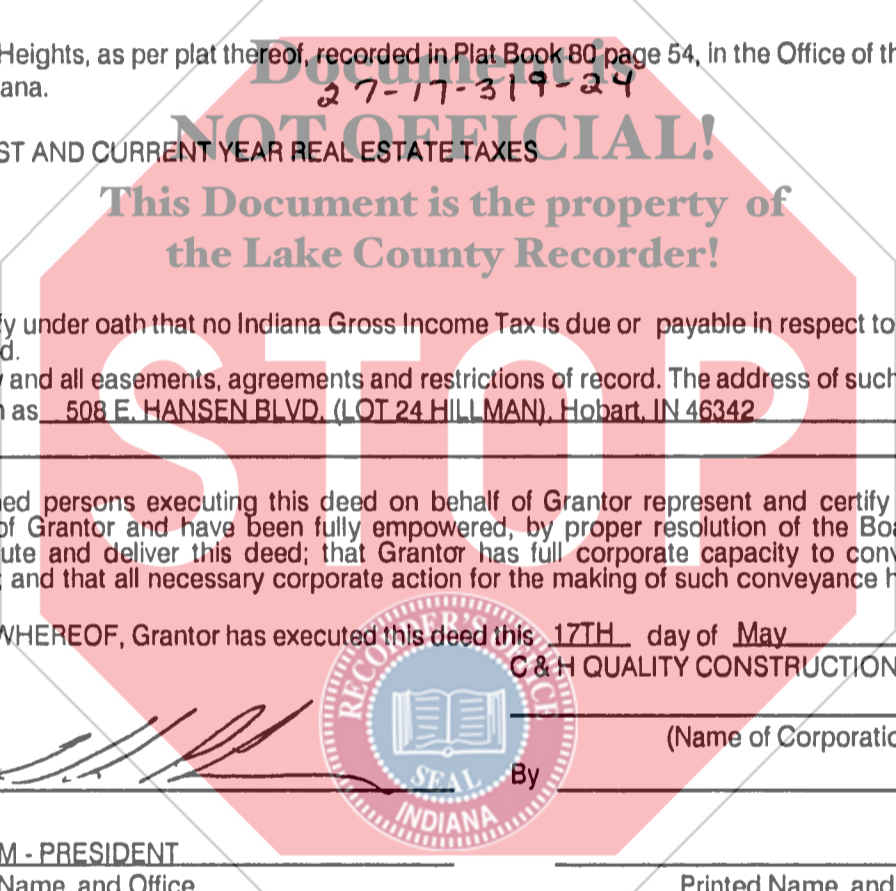 Heights, as per plat thereof, recorded in Plat Book 80 page 54, in the Office of th
Document is
ana.
27-17-319-24
NOT OFFICIAL!
ST AND CURRENT YEAR REAL ESTATE TAXES
This Document is the property of
the Lake County Recorder!
fy under oath that no Indiana Gross Income Tax is due or payable in respect to
d.
STOP
y and all easements, agreements and restrictions of record. The address of such
n as 508 E. HANSEN BLVD. (LOT 24 HILLMAN), Hobart, IN 46342
ned persons executing this deed on behalf of Grantor represent and certify
of Grantor and have been fully empowered, by proper resolution of the Boa
ute and deliver this deed; that Grantor has full corporate capacity to conv
; and that all necessary corporate action for the making of such conveyance h
WHEREOF, Grantor has executed this deed this 17TH day of May
C & H QUALITY CONSTRUCTION
RECORDER'S OFFICE
SEAL
INDIANA
(Name of Corporatio
By
M - PRESIDENT
Name, and Office
Printed Name, and